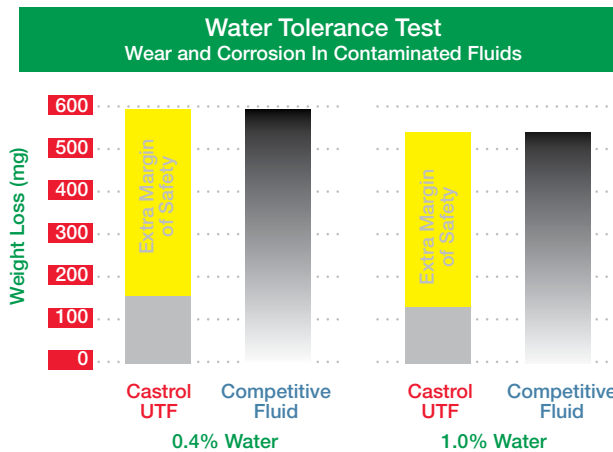 Water Tolerance Test
Wear and Corrosion In Contaminated Fluids
Weight Loss (mg)
600
500
400
300
200
100
0
Extra Margin
of Safety
Extra Margin
of Safety
Castrol
UTF
Competitive
Fluid
Castrol
UTF
Competitive
Fluid
0.4% Water
1.0% Water